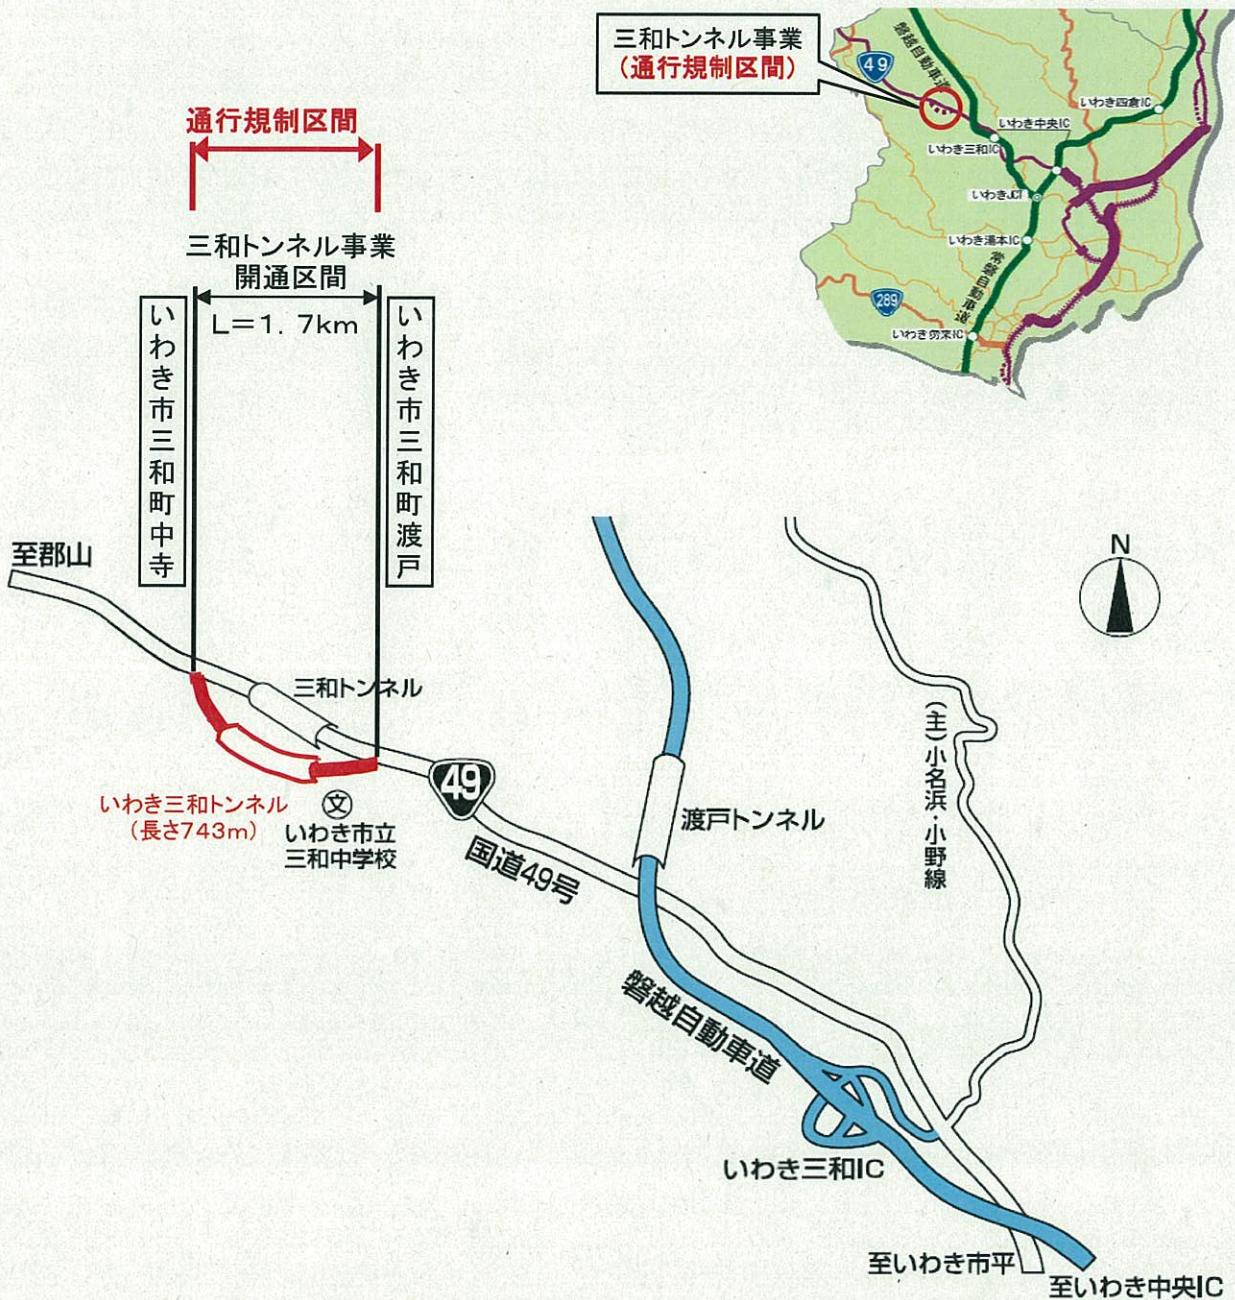 三和トンネル事業
(通行規制区間)
49
磐越自動車道
いわき四倉IC
いわき中央IC
いわき三和IC
いわきJCT
いわき湯本IC
常磐自動車道
289
いわき勿来IC
通行規制区間
三和トンネル事業
開通区間
L=1.7km
いわき市三和町中寺
いわき市三和町渡戸
至郡山
N
三和トンネル
49
いわき三和トンネル
(長さ743m)
文
いわき市立
三和中学校
国道49号
渡戸トンネル
(主)小名浜・小野線
磐越自動車道
いわき三和IC
至いわき市平
至いわき中央IC